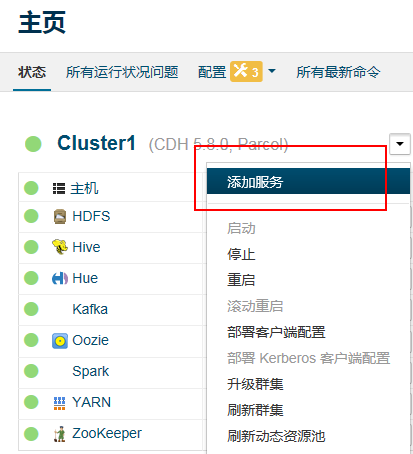 主页
状态 所有运行状况问题 配置 3 所有最新命令
Cluster1 (CDH 5.8.0, Parcel)
添加服务
主机
HDFS
启动
Hive
停止
Hue
重启
Kafka
滚动重启
Oozie
部署客户端配置
Spark
部署 Kerberos 客户端配置
升级群集
YARN
刷新群集
ZooKeeper
刷新动态资源池